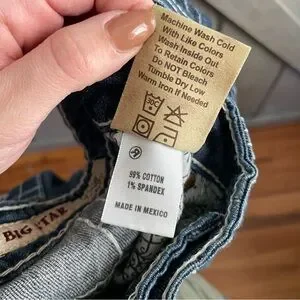 Machine Wash Cold
With Like Colors
Wash Inside Out
To Retain Colors
Do NOT Bleach
Tumble Dry Low
Warm Iron If Needed
30°
99% COTTON
1% SPANDEX
MADE IN MEXICO
BIG STAR